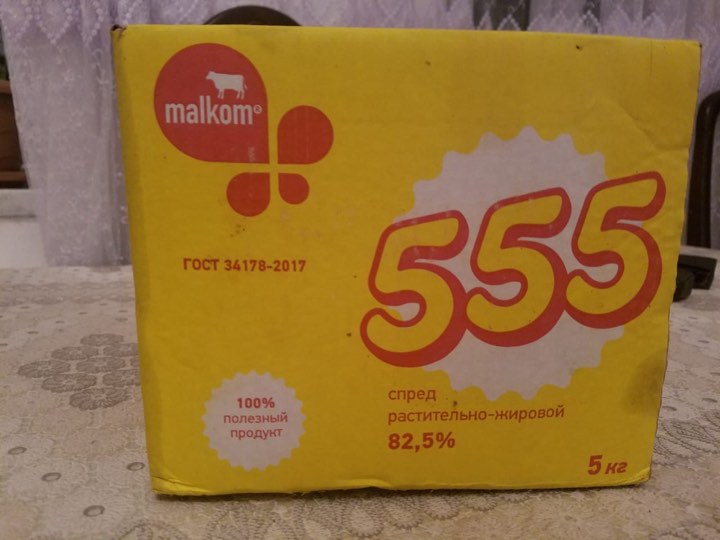 malkom®
555
ГОСТ 34178-2017
100%
полезный
продукт
спред
растительно-жировой
82,5%
5 кг